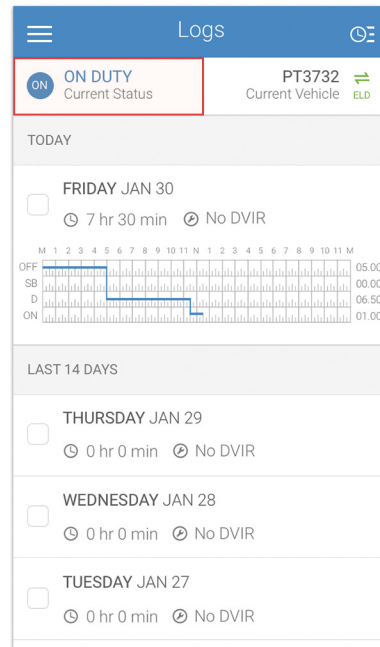 Logs
ON
ON DUTY
Current Status
PT3732
Current Vehicle
ELD
TODAY
FRIDAY JAN 30
7 hr 30 min No DVIR
M 1 2 3 4 5 6 7 8 9 10 11 N 1 2 3 4 5 6 7 8 9 10 11 M
OFF 05.00
SB 00.00
D 06.50
ON 01.00
LAST 14 DAYS
THURSDAY JAN 29
0 hr 0 min No DVIR
WEDNESDAY JAN 28
0 hr 0 min No DVIR
TUESDAY JAN 27
0 hr 0 min No DVIR